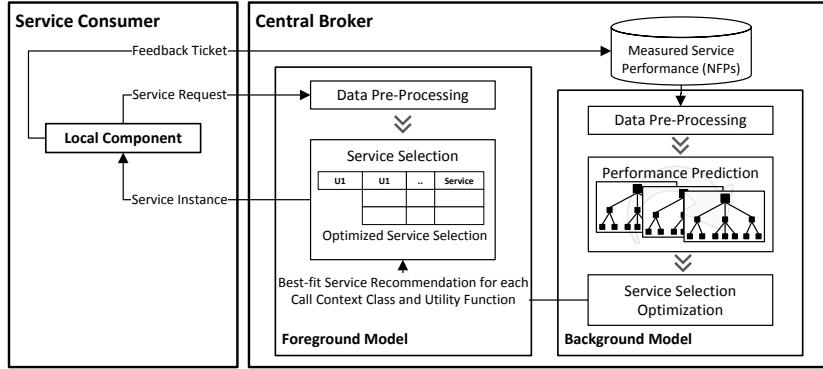 Service Consumer
Central Broker
Feedback Ticket
Measured Service
Performance (NFPs)
Service Request
Data Pre-Processing
Data Pre-Processing
Local Component
Service Selection
U1 U1 .. Service
Optimized Service Selection
Service Instance
Performance Prediction
Best-fit Service Recommendation for each
Call Context Class and Utility Function
Service Selection
Optimization
Foreground Model
Background Model